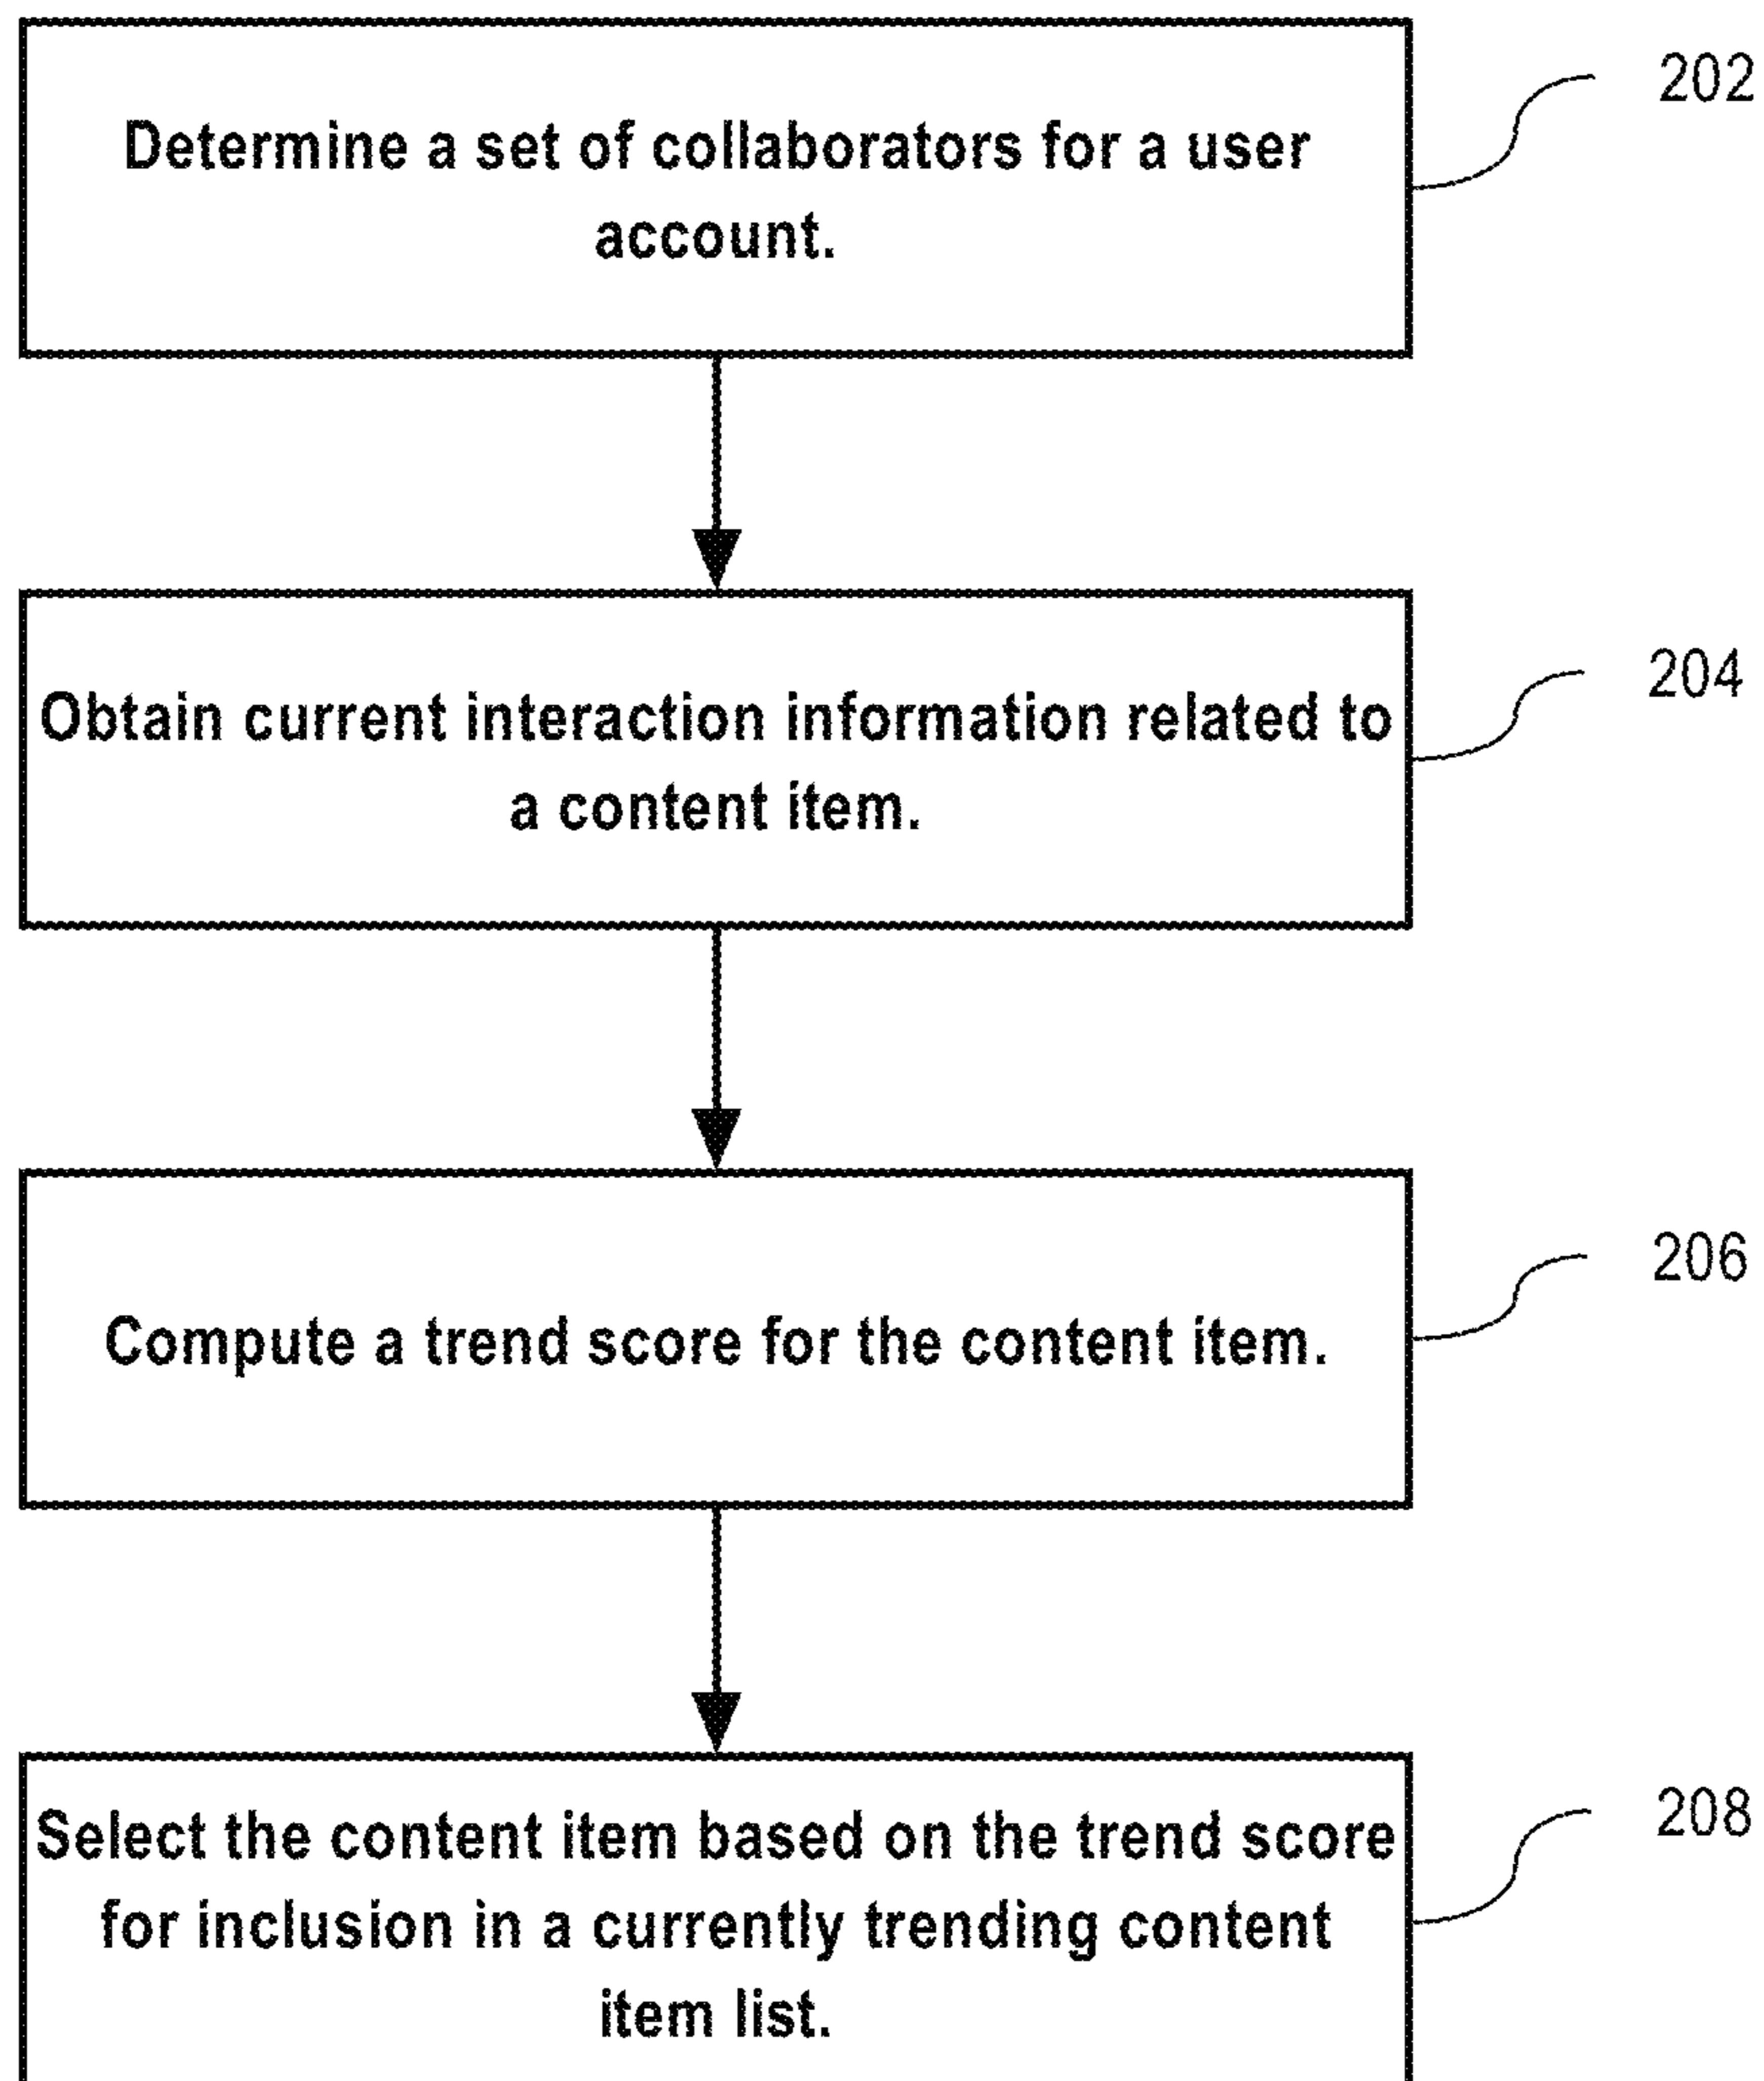 202
Determine a set of collaborators for a user
account.
204
Obtain current interaction information related to
a content item.
206
Compute a trend score for the content item.
208
Select the content item based on the trend score
for inclusion in a currently trending content
item list.